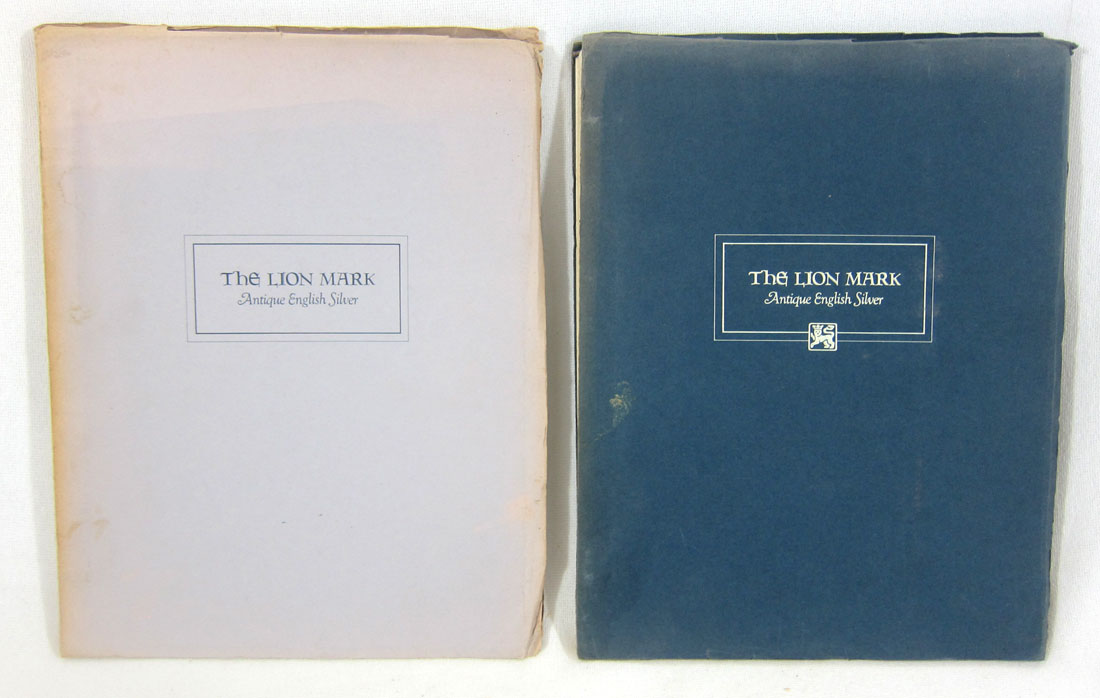 The LION MARK
Antique English Silver
The LION MARK
Antique English Silver